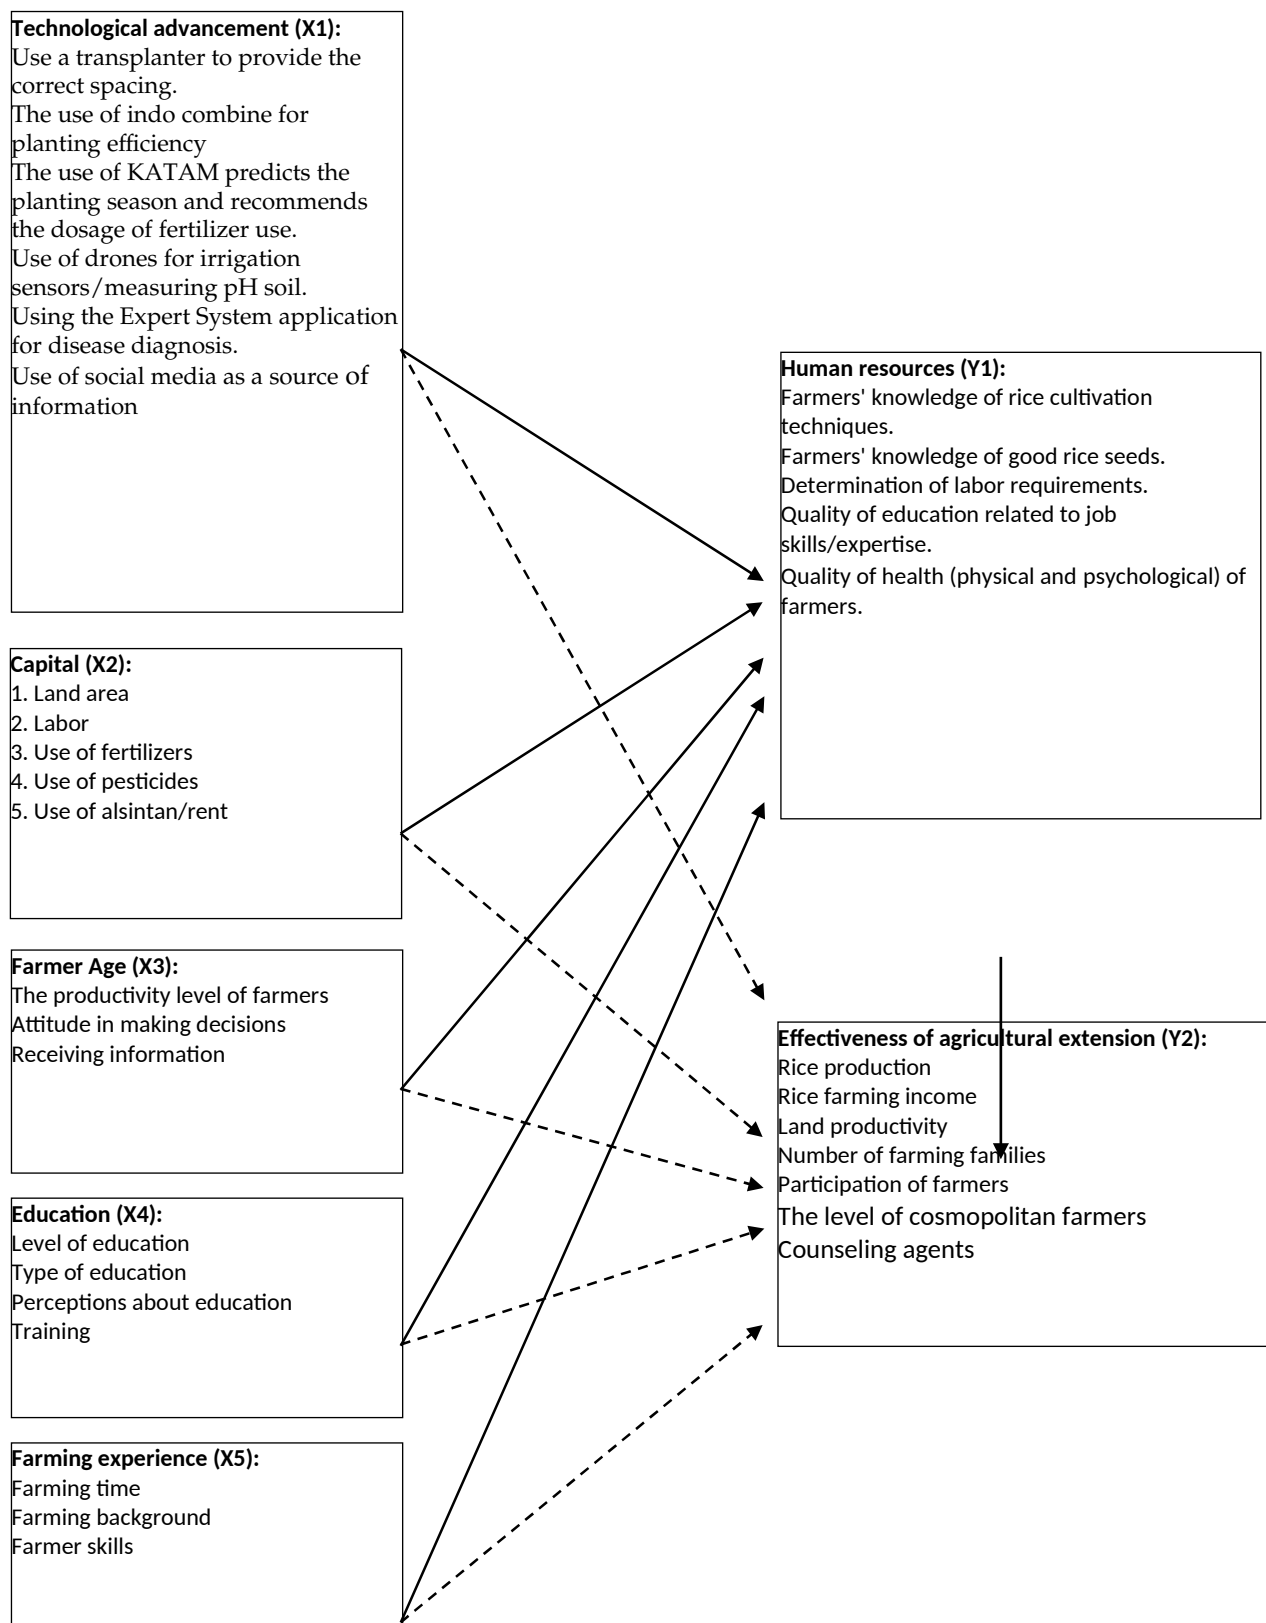 Technological advancement (X1):
Use a transplanter to provide the
correct spacing.
The use of indo combine for
planting efficiency
The use of KATAM predicts the
planting season and recommends
the dosage of fertilizer use.
Use of drones for irrigation
sensors/measuring pH soil.
Using the Expert System application
for disease diagnosis.
Use of social media as a source of
information
Capital (X2):
1. Land area
2. Labor
3. Use of fertilizers
4. Use of pesticides
5. Use of alsintan/rent
Farmer Age (X3):
The productivity level of farmers
Attitude in making decisions
Receiving information
Education (X4):
Level of education
Type of education
Perceptions about education
Training
Farming experience (X5):
Farming time
Farming background
Farmer skills
Human resources (Y1):
Farmers' knowledge of rice cultivation
techniques.
Farmers' knowledge of good rice seeds.
Determination of labor requirements.
Quality of education related to job
skills/expertise.
Quality of health (physical and psychological) of
farmers.
Effectiveness of agricultural extension (Y2):
Rice production
Rice farming income
Land productivity
Number of farming families
Participation of farmers
The level of cosmopolitan farmers
Counseling agents